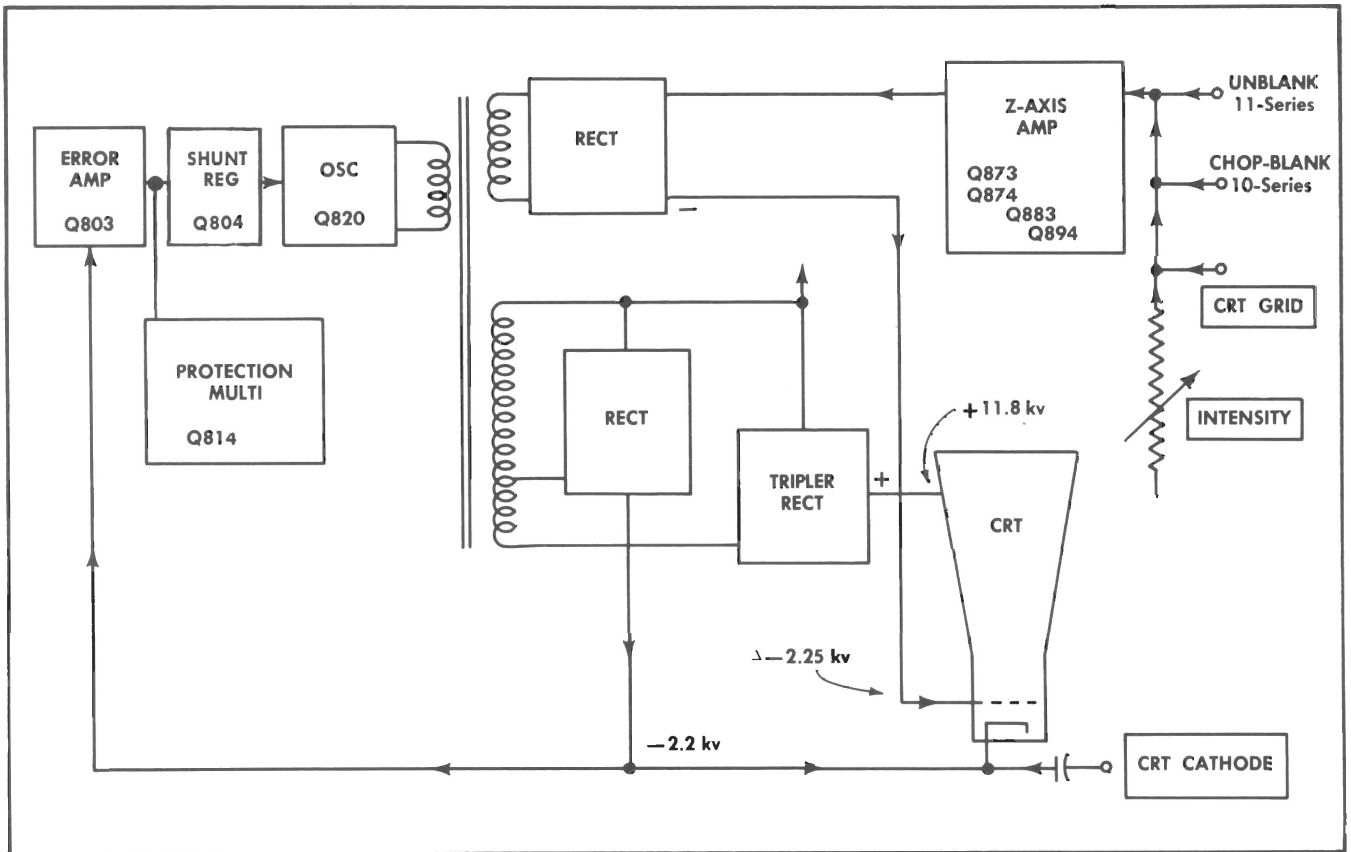 ERROR
AMP
Q803
SHUNT
REG
Q804
OSC
Q820
PROTECTION
MULTI
Q814
RECT
−
Z-AXIS
AMP
Q873
Q874
Q883
Q894
UNBLANK
11-Series
CHOP-BLANK
10-Series
CRT GRID
INTENSITY
RECT
TRIPLER
RECT
+
+11.8 kv
CRT
−2.25 kv
−2.2 kv
CRT CATHODE